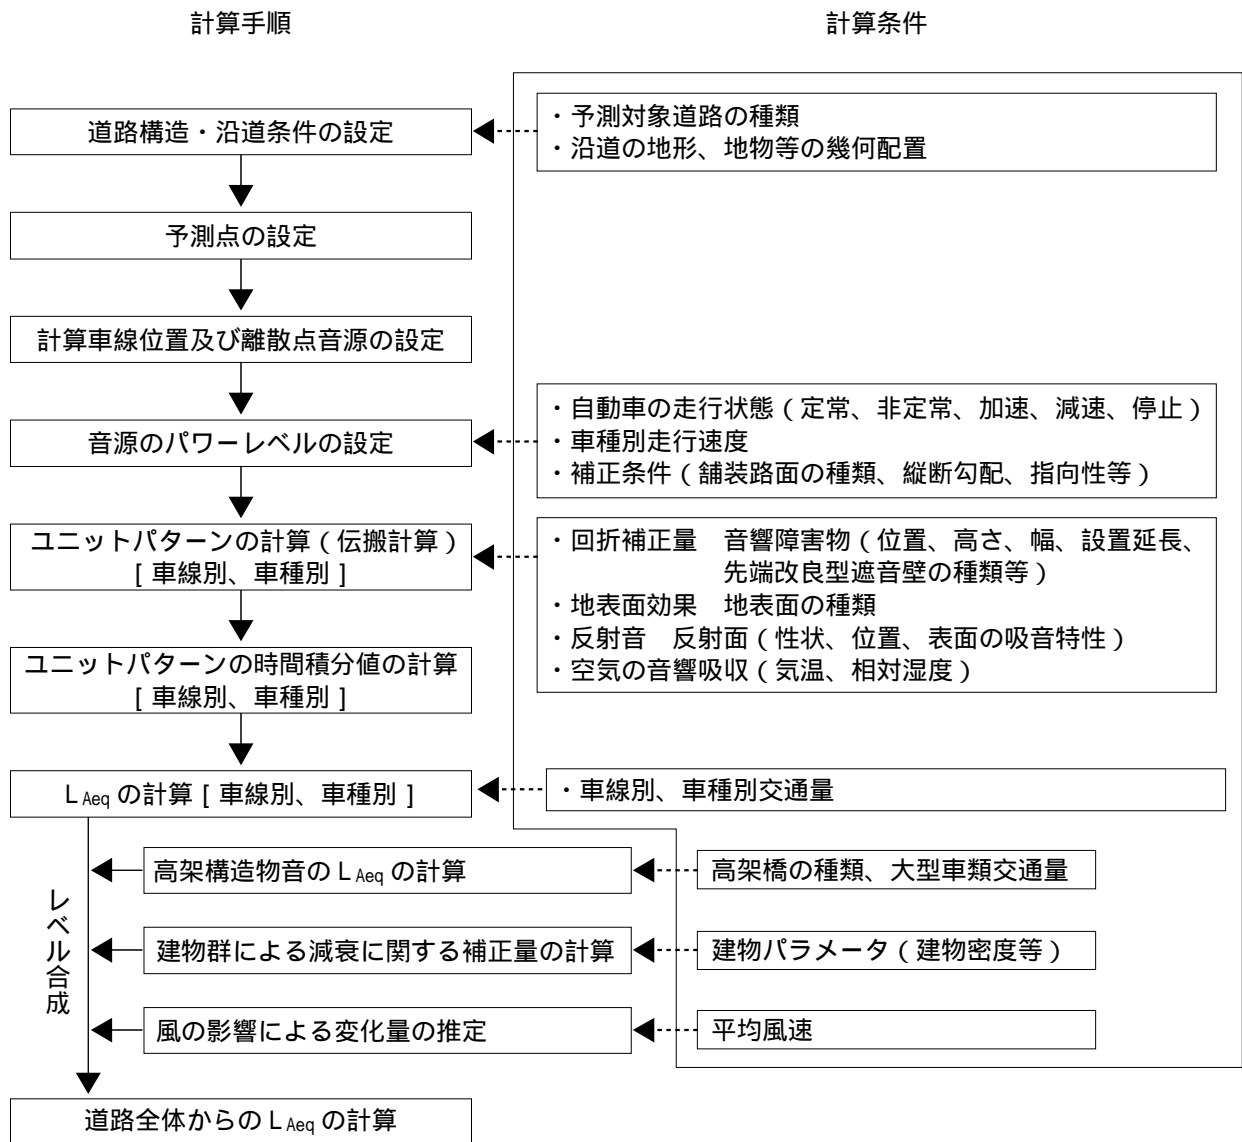 計算手順
計算条件
道路構造・沿道条件の設定
・予測対象道路の種類
・沿道の地形、地物等の幾何配置
予測点の設定
計算車線位置及び離散点音源の設定
音源のパワーレベルの設定
・自動車の走行状態（定常、非定常、加速、減速、停止）
・車種別走行速度
・補正条件（舗装路面の種類、縦断勾配、指向性等）
ユニットパターンの計算（伝搬計算）
［車線別、車種別］
・回折補正量　音響障害物（位置、高さ、幅、設置延長、
先端改良型遮音壁の種類等）
・地表面効果　地表面の種類
・反射音　反射面（性状、位置、表面の吸音特性）
・空気の音響吸収（気温、相対湿度）
ユニットパターンの時間積分値の計算
［車線別、車種別］
LAeq の計算［車線別、車種別］
・車線別、車種別交通量
レベル合成
高架構造物音のLAeq の計算
高架橋の種類、大型車類交通量
建物群による減衰に関する補正量の計算
建物パラメータ（建物密度等）
風の影響による変化量の推定
平均風速
道路全体からのLAeq の計算